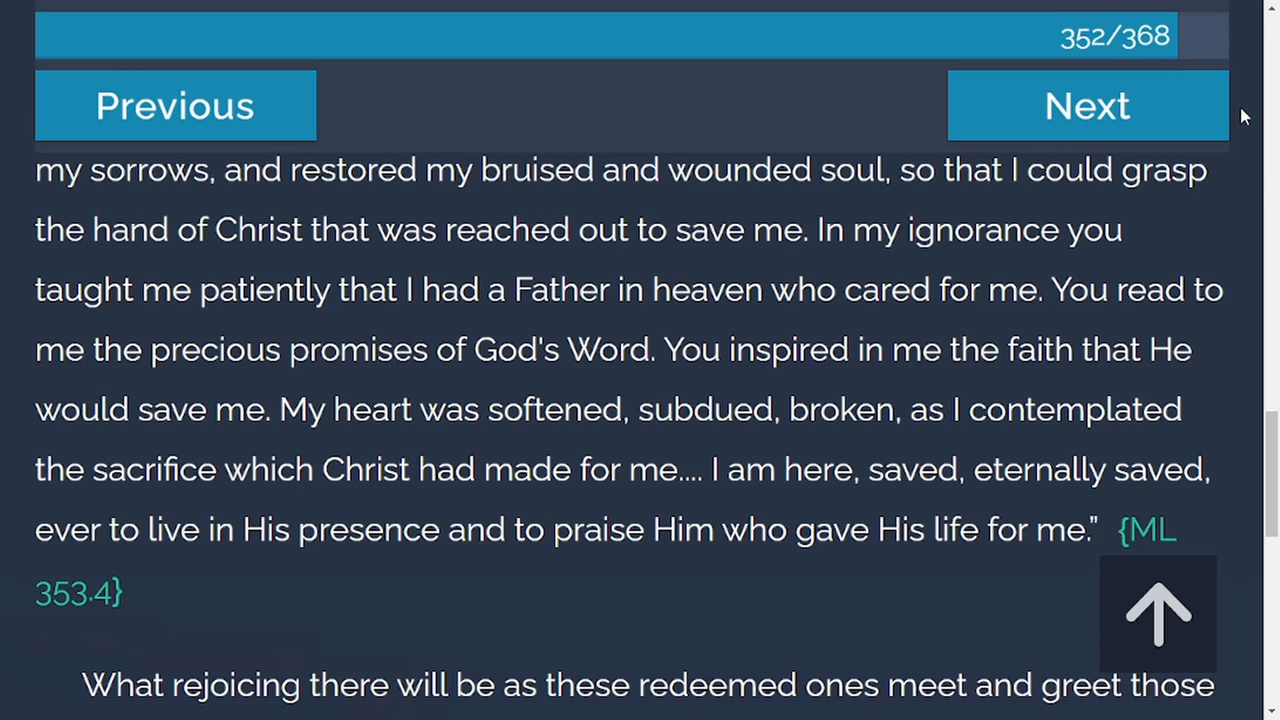 352/368
Previous
Next
my sorrows, and restored my bruised and wounded soul, so that I could grasp
the hand of Christ that was reached out to save me. In my ignorance you
taught me patiently that I had a Father in heaven who cared for me. You read to
me the precious promises of God's Word. You inspired in me the faith that He
would save me. My heart was softened, subdued, broken, as I contemplated
the sacrifice which Christ had made for me.... I am here, saved, eternally saved,
ever to live in His presence and to praise Him who gave His life for me.” {ML
353.4}
What rejoicing there will be as these redeemed ones meet and greet those